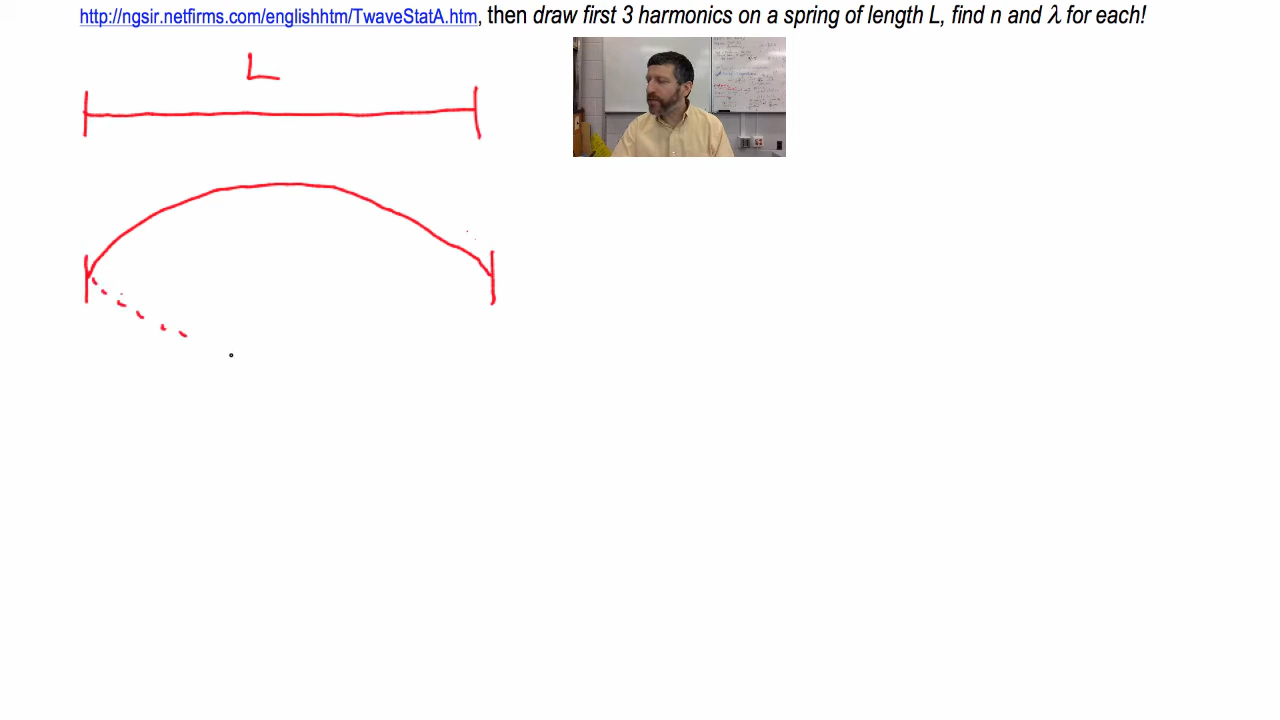 http://ngsir.netfirms.com/englishhtm/TwaveStatA.htm, then draw first 3 harmonics on a spring of length L, find n and λ for each!
L